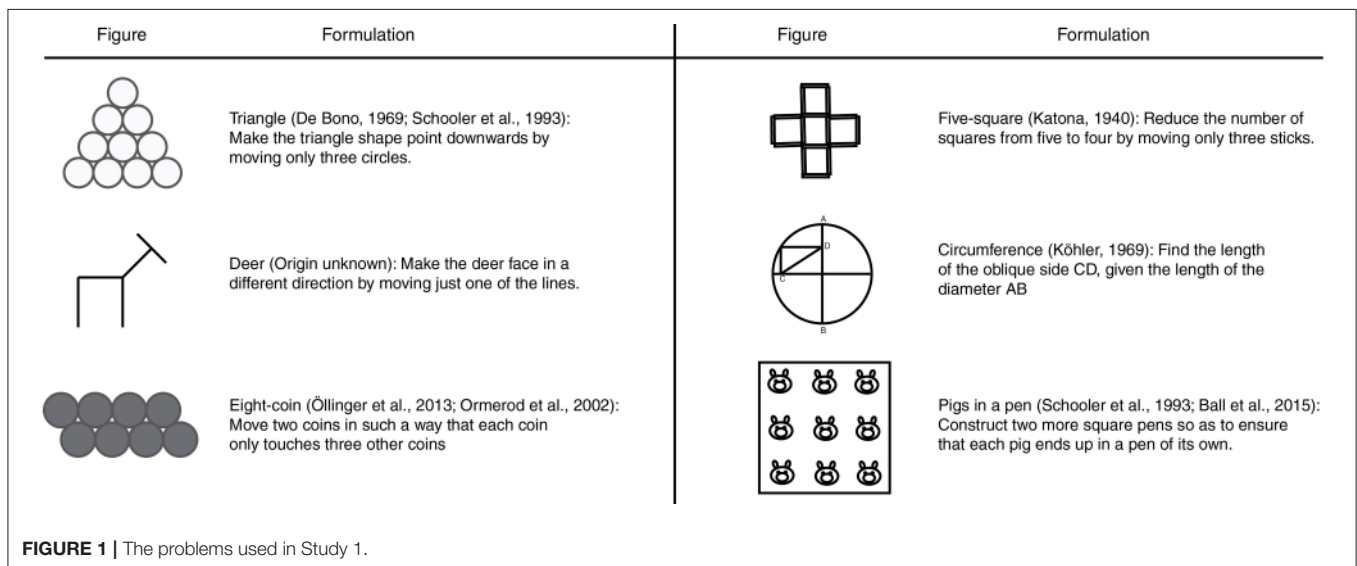 Figure
Formulation
Triangle (De Bono, 1969; Schooler et al., 1993):
Make the triangle shape point downwards by
moving only three circles.
Deer (Origin unknown): Make the deer face in a
different direction by moving just one of the lines.
Eight-coin (Öllinger et al., 2013; Ormerod et al., 2002):
Move two coins in such a way that each coin
only touches three other coins
Figure
Formulation
Five-square (Katona, 1940): Reduce the number of
squares from five to four by moving only three sticks.
A
D
C
B
Circumference (Köhler, 1969): Find the length
of the oblique side CD, given the length of the
diameter AB
Pigs in a pen (Schooler et al., 1993; Ball et al., 2015):
Construct two more square pens so as to ensure
that each pig ends up in a pen of its own.
FIGURE 1 | The problems used in Study 1.